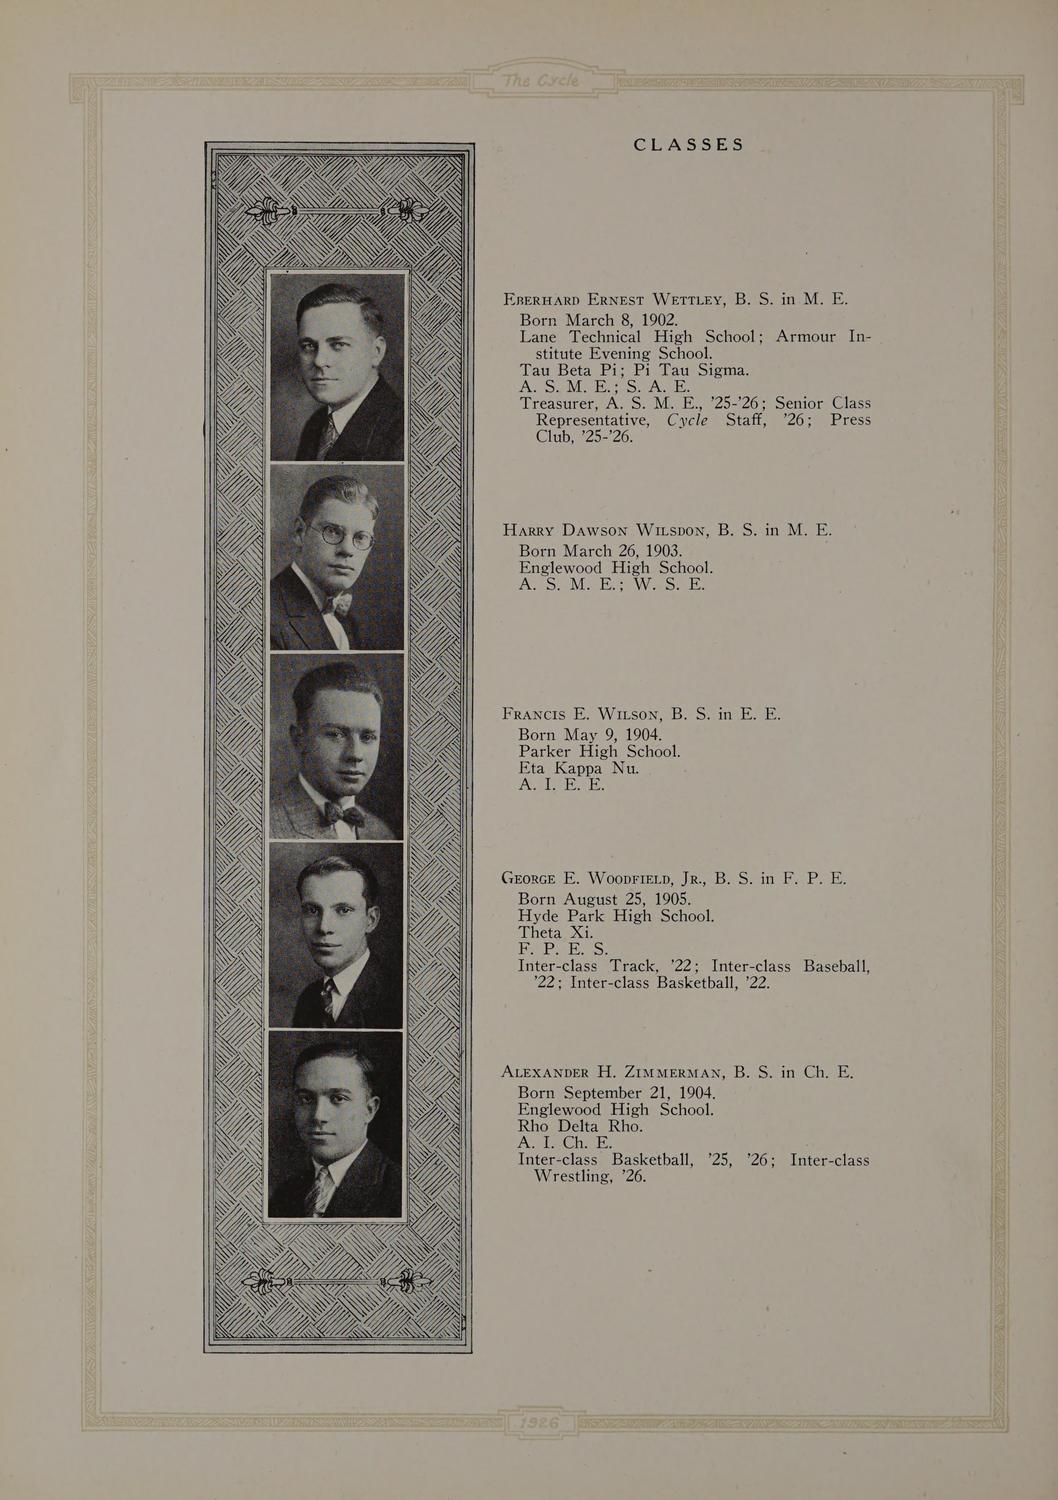 The Cycle
CLASSES
EBERHARD ERNEST WETTLEY, B. S. in M. E.
Born March 8, 1902.
Lane Technical High School; Armour In-
stitute Evening School.
Tau Beta Pi; Pi Tau Sigma.
A. S. M. E.; S. A. E.
Treasurer, A. S. M. E., ’25-’26; Senior Class
Representative, Cycle Staff, ’26; Press
Club, ’25-’26.
HARRY DAWSON WILSDON, B. S. in M. E.
Born March 26, 1903.
Englewood High School.
A. S. M. E.; W. S. E.
FRANCIS E. WILSON, B. S. in E. E.
Born May 9, 1904.
Parker High School.
Eta Kappa Nu.
A. I. E. E.
GEORGE E. WOODFIELD, JR., B. S. in F. P. E.
Born August 25, 1905.
Hyde Park High School.
Theta Xi.
F. P. E. S.
Inter-class Track, ’22; Inter-class Baseball,
’22; Inter-class Basketball, ’22.
ALEXANDER H. ZIMMERMAN, B. S. in Ch. E.
Born September 21, 1904.
Englewood High School.
Rho Delta Rho.
A. I. Ch. E.
Inter-class Basketball, ’25, ’26; Inter-class
Wrestling, ’26.
1926